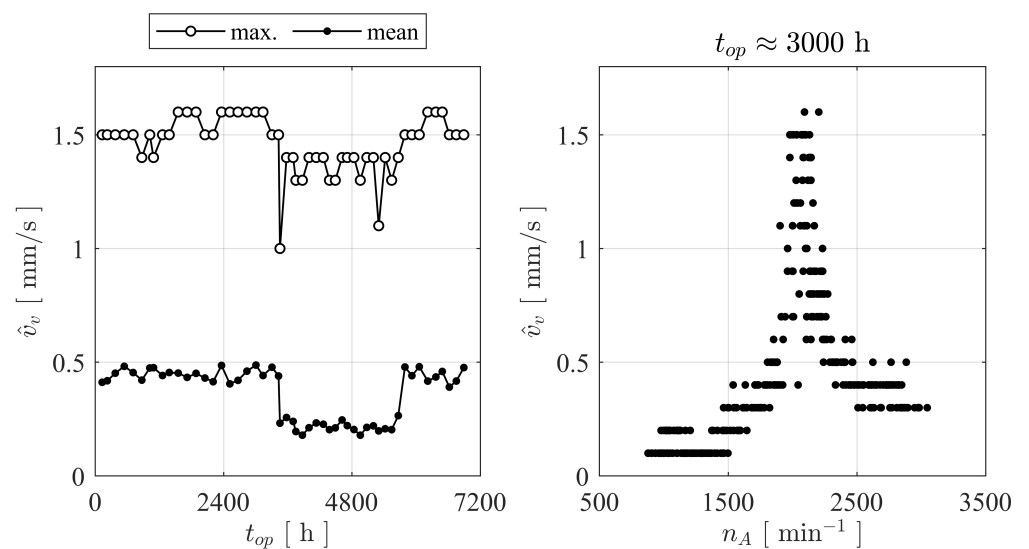 max. mean
t_op ≈ 3000 h
1.5
1
0.5
0
v̂_v [ mm/s ]
0 2400 4800 7200
t_op [ h ]
1.5
1
0.5
0
v̂_v [ mm/s ]
500 1500 2500 3500
n_A [ min⁻¹ ]